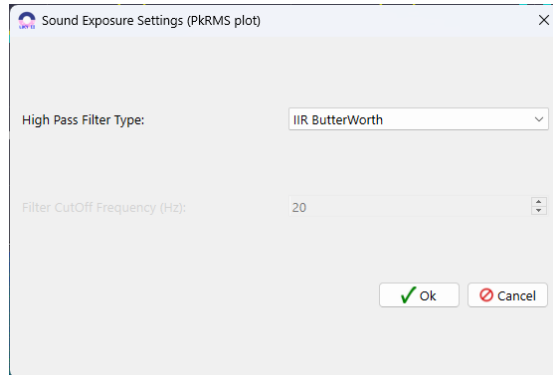 Sound Exposure Settings (PkRMS plot)
High Pass Filter Type:
IIR ButterWorth
Filter CutOff Frequency (Hz):
20
Ok
Cancel